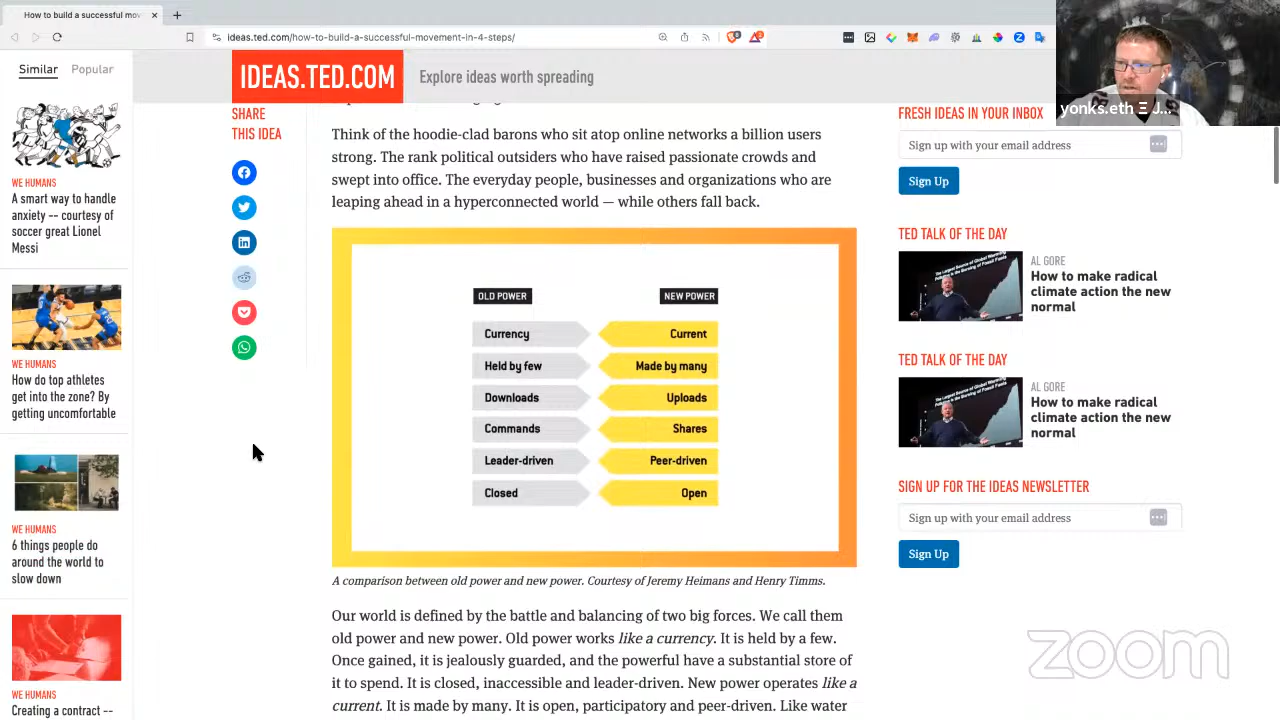 How to build a successful mov
ideas.ted.com/how-to-build-a-successful-movement-in-4-steps/
yonks.eth Ξ J...
Similar
Popular
WE HUMANS
A smart way to handle
anxiety -- courtesy of
soccer great Lionel
Messi
WE HUMANS
How do top athletes
get into the zone? By
getting uncomfortable
WE HUMANS
6 things people do
around the world to
slow down
WE HUMANS
Creating a contract --
IDEAS.TED.COM
Explore ideas worth spreading
SHARE
THIS IDEA
Think of the hoodie-clad barons who sit atop online networks a billion users
strong. The rank political outsiders who have raised passionate crowds and
swept into office. The everyday people, businesses and organizations who are
leaping ahead in a hyperconnected world — while others fall back.
OLD POWER
NEW POWER
Currency
Current
Held by few
Made by many
Downloads
Uploads
Commands
Shares
Leader-driven
Peer-driven
Closed
Open
A comparison between old power and new power. Courtesy of Jeremy Heimans and Henry Timms.
Our world is defined by the battle and balancing of two big forces. We call them
old power and new power. Old power works like a currency. It is held by a few.
Once gained, it is jealously guarded, and the powerful have a substantial store of
it to spend. It is closed, inaccessible and leader-driven. New power operates like a
current. It is made by many. It is open, participatory and peer-driven. Like water
FRESH IDEAS IN YOUR INBOX
Sign up with your email address
Sign Up
TED TALK OF THE DAY
AL GORE
How to make radical
climate action the new
normal
TED TALK OF THE DAY
AL GORE
How to make radical
climate action the new
normal
SIGN UP FOR THE IDEAS NEWSLETTER
Sign up with your email address
Sign Up
zoom